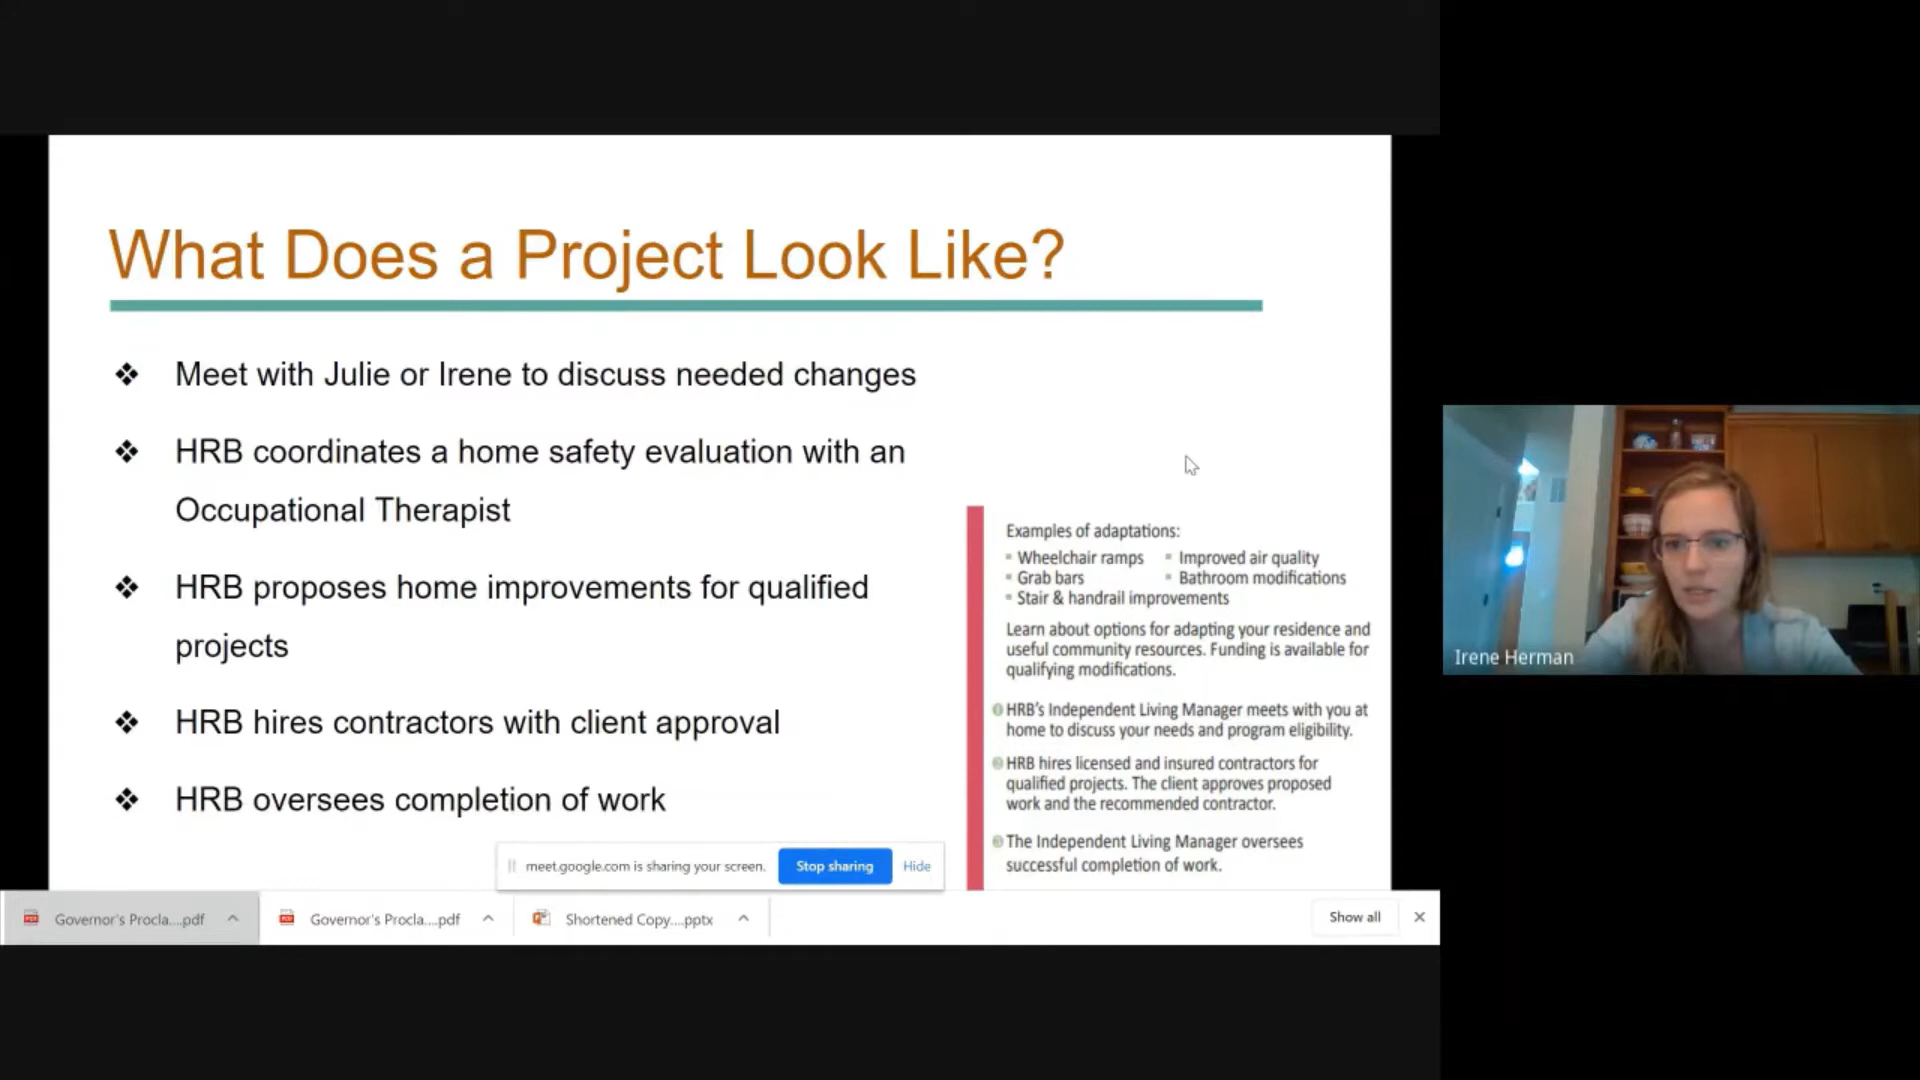 What Does a Project Look Like?
❖ Meet with Julie or Irene to discuss needed changes
❖ HRB coordinates a home safety evaluation with an
Occupational Therapist
❖ HRB proposes home improvements for qualified
projects
❖ HRB hires contractors with client approval
❖ HRB oversees completion of work
Examples of adaptations:
Wheelchair ramps
Improved air quality
Grab bars
Bathroom modifications
Stair & handrail improvements
Learn about options for adapting your residence and
useful community resources. Funding is available for
qualifying modifications.
1 HRB's Independent Living Manager meets with you at
home to discuss your needs and program eligibility.
2 HRB hires licensed and insured contractors for
qualified projects. The client approves proposed
work and the recommended contractor.
3 The Independent Living Manager oversees
successful completion of work.
meet.google.com is sharing your screen.
Stop sharing
Hide
Governor's Procla....pdf
Governor's Procla....pdf
Shortened Copy....pptx
Show all
Irene Herman